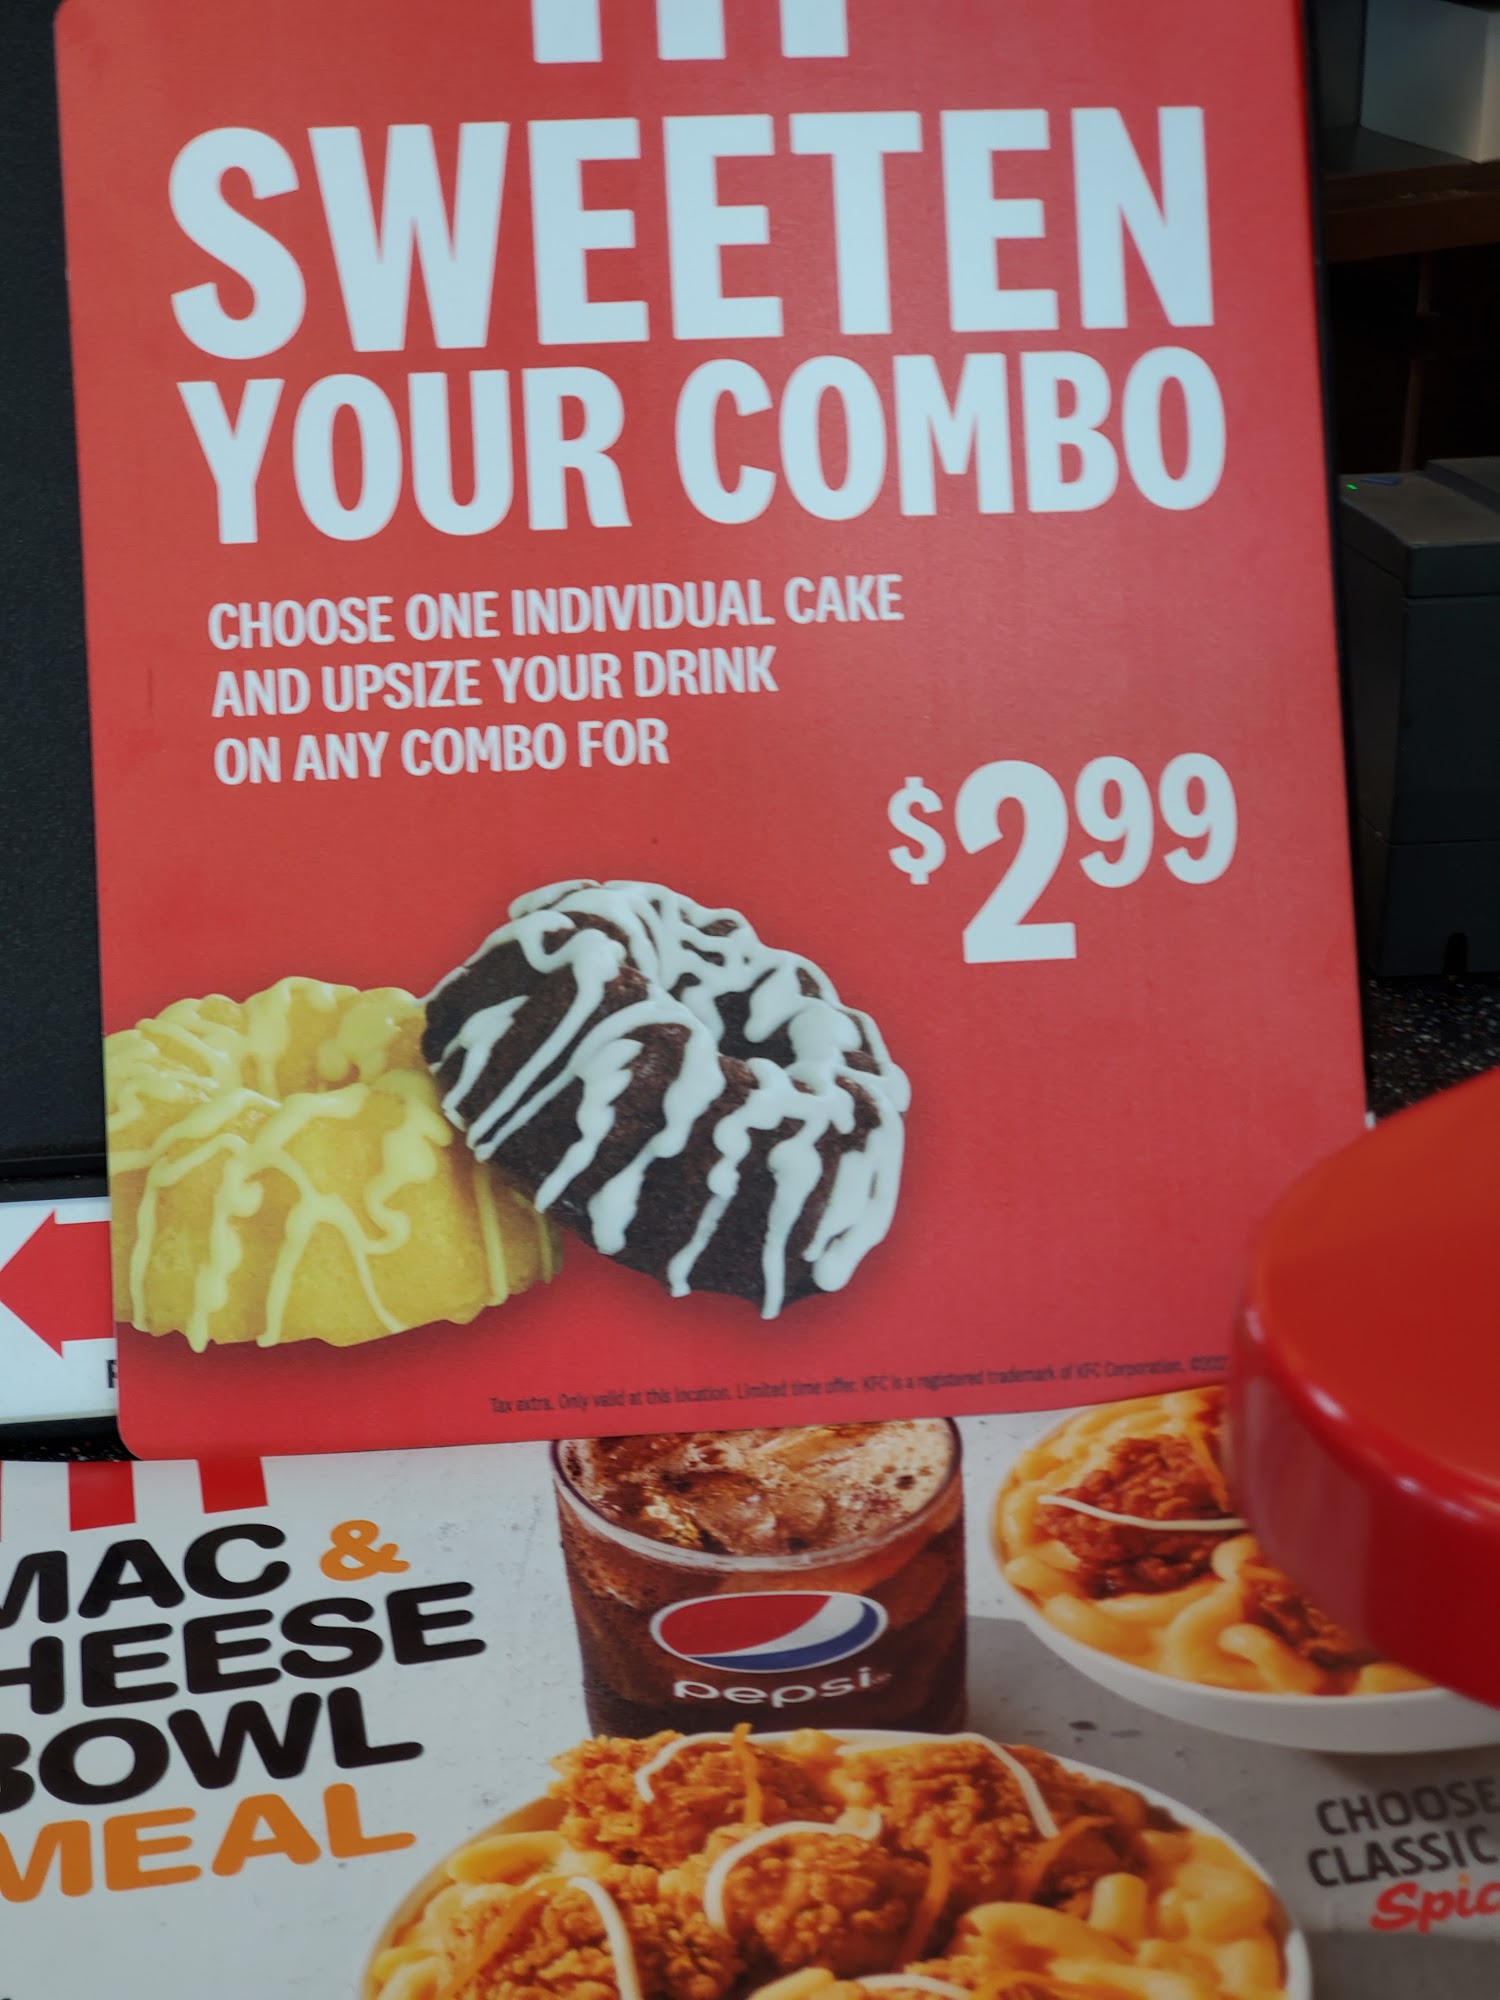 SWEETEN
YOUR COMBO
CHOOSE ONE INDIVIDUAL CAKE
AND UPSIZE YOUR DRINK
ON ANY COMBO FOR
$2.99
Tax extra. Only valid at this location. Limited time offer. KFC is a registered trademark of KFC Corporation.
MAC &
HEESE
BOWL
MEAL
pepsi
CHOOSE
CLASSIC
Spic